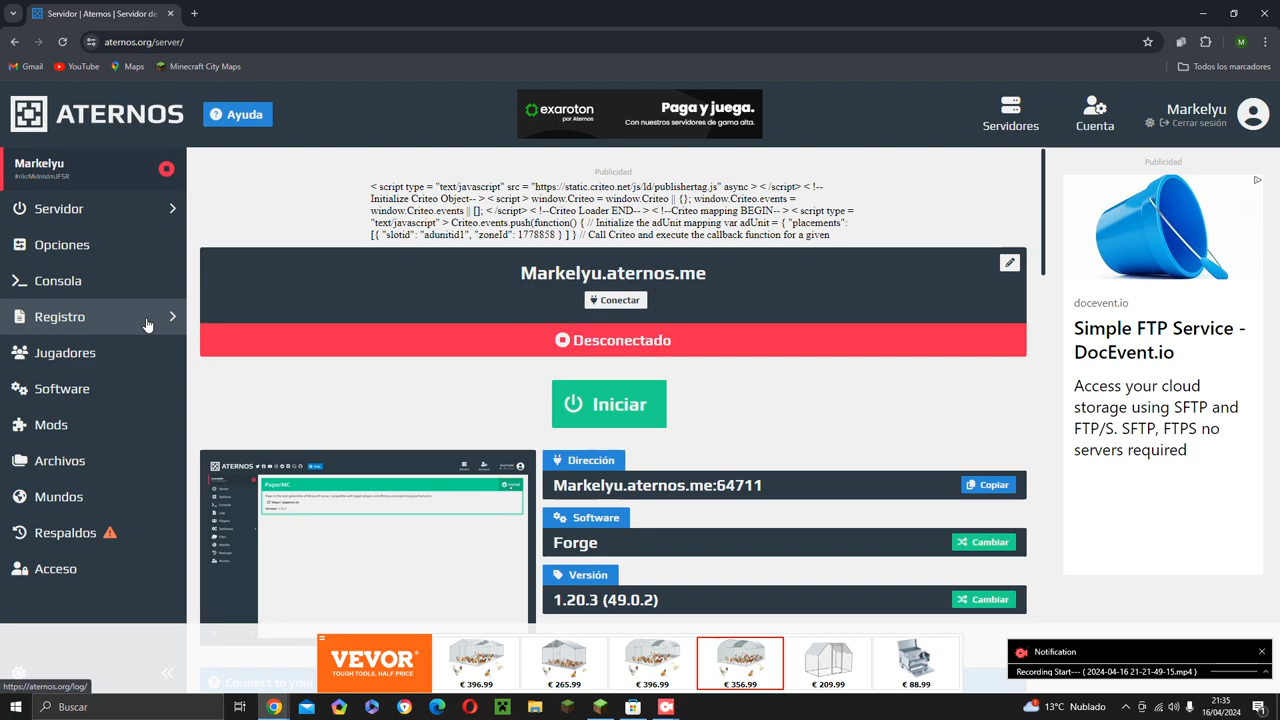 Servidor | Aternos | Servidor de
aternos.org/server/
Gmail
YouTube
Maps
Minecraft City Maps
Todos los marcadores
M
ATERNOS
Ayuda
exaroton
por Aternos
Paga y juega.
Con nuestros servidores de gama alta.
Servidores
Cuenta
Markelyu
Cerrar sesión
Markelyu
Servidor
Opciones
Consola
Registro
Jugadores
Software
Mods
Archivos
Mundos
Respaldos
Acceso
https://aternos.org/log/
Publicidad
< script type = "text/javascript" src = "https://static.criteo.net/js/ld/publishertag.js" async > < /script> < !--
Initialize Criteo Object-- > < script > window.Criteo = window.Criteo || {}; window.Criteo.events =
window.Criteo.events || []; < /script> < !--Criteo Loader END-- > < !--Criteo mapping BEGIN-- > < script type =
"text/javascript" > Criteo.events.push(function() { // Initialize the adUnit mapping var adUnit = { "placements":
[{ "slotid": "adunitid1", "zoneId": 1778858 } ] } // Call Criteo and execute the callback function for a given
Markelyu.aternos.me
Conectar
Desconectado
Iniciar
ATERNOS
PaperMC
Dirección
Markelyu.aternos.me:64711
Copiar
Software
Forge
Cambiar
Versión
1.20.3 (49.0.2)
Cambiar
Connect to your
Publicidad
docevent.io
Simple FTP Service -
DocEvent.io
Access your cloud
storage using SFTP and
FTP/S. SFTP, FTPS no
servers required
VEVOR
TOUGH TOOLS, HALF PRICE
€ 396.99
€ 265.99
€ 396.99
€ 356.99
€ 209.99
€ 88.99
Notification
Recording Start--- ( 2024-04-16 21-21-49-15.mp4 )
Buscar
13°C Nublado
21:35
16/04/2024